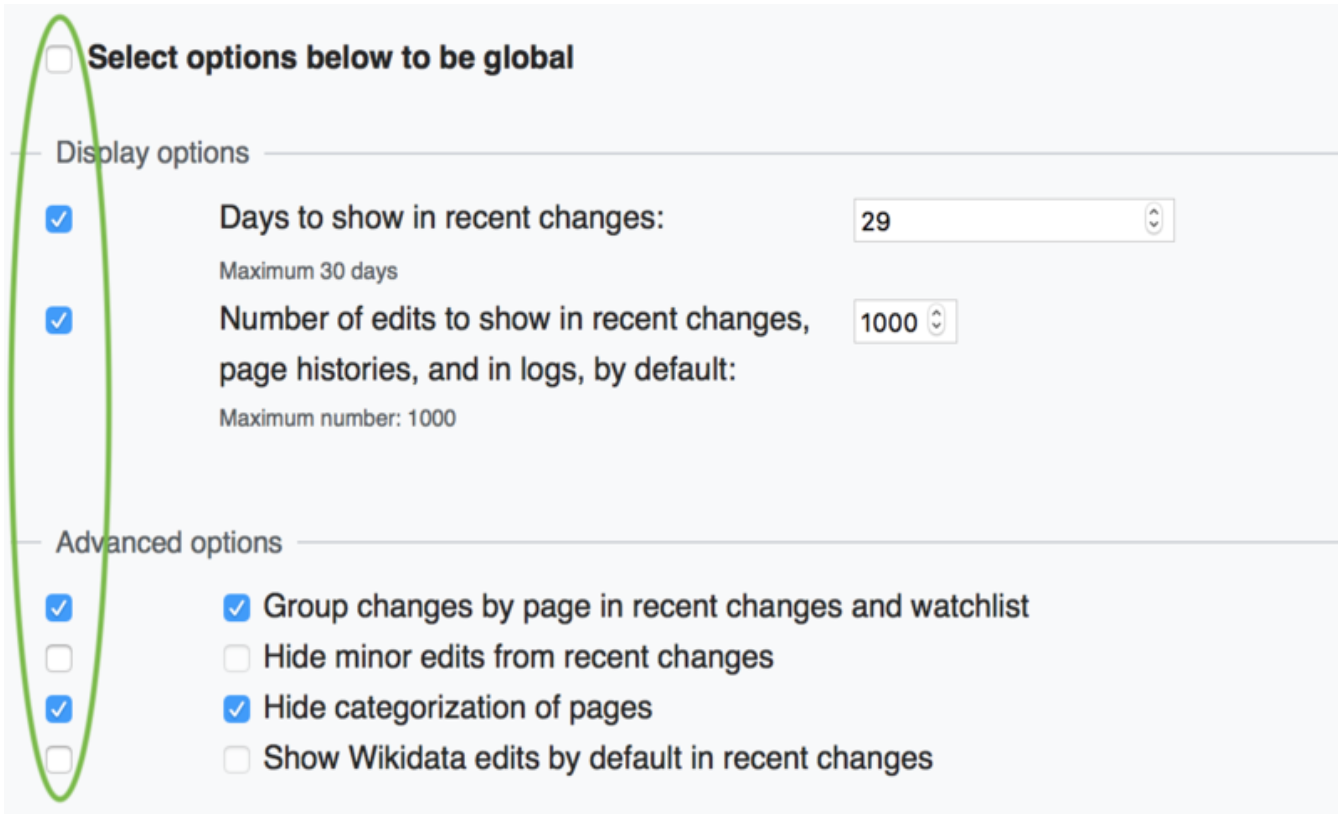 Select options below to be global
Display options
Days to show in recent changes:
29
Maximum 30 days
Number of edits to show in recent changes,
1000
page histories, and in logs, by default:
Maximum number: 1000
Advanced options
Group changes by page in recent changes and watchlist
Hide minor edits from recent changes
Hide categorization of pages
Show Wikidata edits by default in recent changes